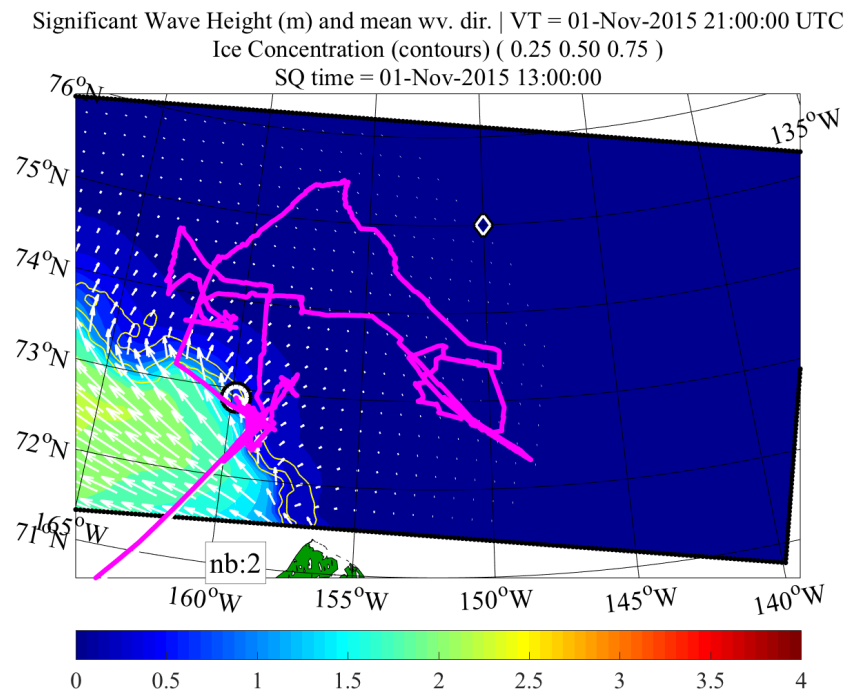 Significant Wave Height (m) and mean wv. dir. | VT = 01-Nov-2015 21:00:00 UTC
Ice Concentration (contours) ( 0.25 0.50 0.75 )
SQ time = 01-Nov-2015 13:00:00
76°N
135°W
75°N
74°N
73°N
72°N
71°N
165°W
nb:2
160°W 155°W 150°W 145°W 140°W
0 0.5 1 1.5 2 2.5 3 3.5 4